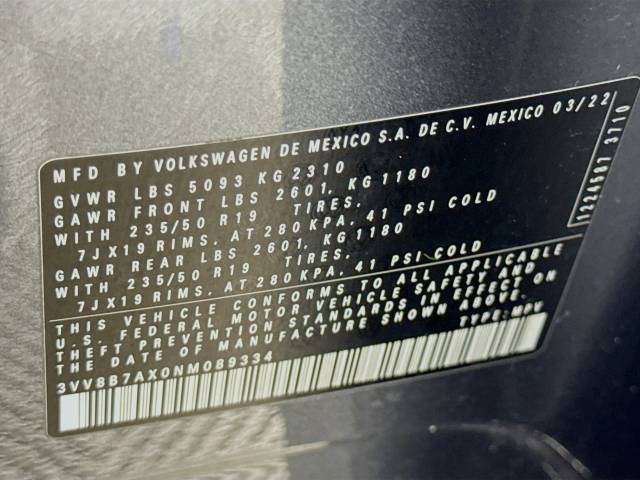 MFD BY VOLKSWAGEN DE MEXICO S.A. DE C.V. MEXICO 03/22
GVWR LBS 5093 KG 2310
GAWR FRONT LBS 2601, KG 1180
WITH 235/50 R19 TIRES,
7JX19 RIMS, AT 280 KPA, 41 PSI COLD
GAWR REAR LBS 2601, KG 1180
WITH 235/50 R19 TIRES,
7JX19 RIMS, AT 280 KPA, 41 PSI COLD
THIS VEHICLE CONFORMS TO ALL APPLICABLE
U.S. FEDERAL MOTOR VEHICLE SAFETY AND
THEFT PREVENTION STANDARDS IN EFFECT ON
THE DATE OF MANUFACTURE SHOWN ABOVE.
3VV8B7AX0NM089334 TYPE: MPV
3710